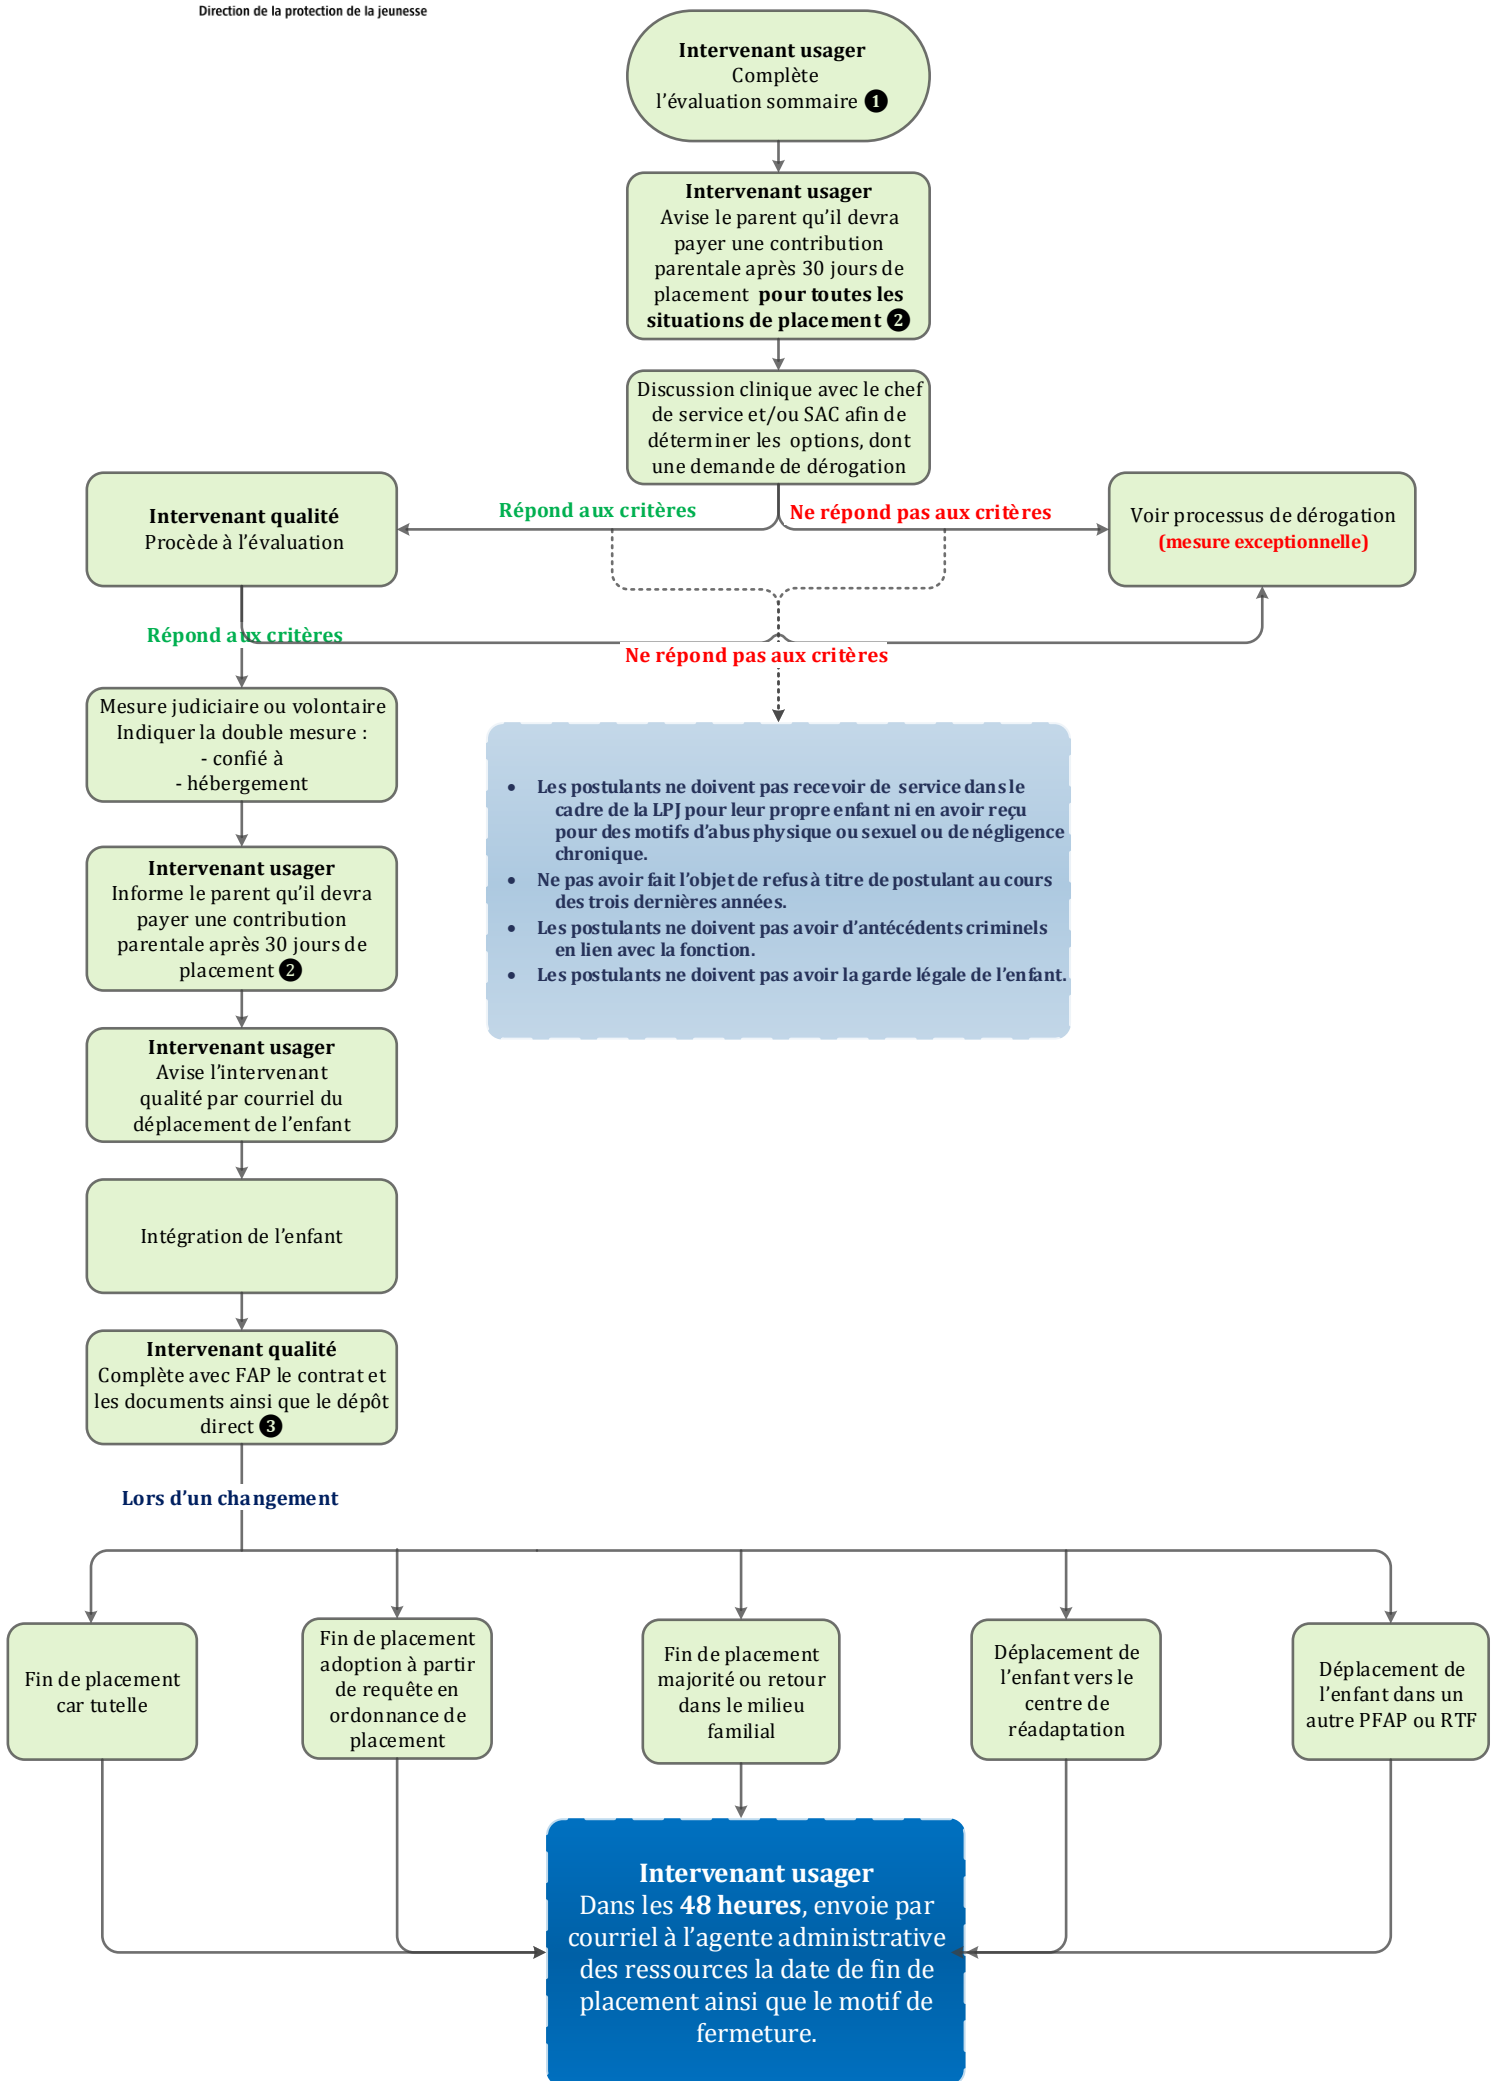 Direction de la protection de la jeunesse
Intervenant usager
Complète
l'évaluation sommaire ❶
Intervenant usager
Avise le parent qu'il devra
payer une contribution
parentale après 30 jours de
placement pour toutes les
situations de placement ❷
Discussion clinique avec le chef
de service et/ou SAC afin de
déterminer les options, dont
une demande de dérogation
Répond aux critères
Ne répond pas aux critères
Intervenant qualité
Procède à l'évaluation
Voir processus de dérogation
(mesure exceptionnelle)
Répond aux critères
Ne répond pas aux critères
Mesure judiciaire ou volontaire
Indiquer la double mesure :
- confié à
- hébergement
• Les postulants ne doivent pas recevoir de service dans le
cadre de la LPJ pour leur propre enfant ni en avoir reçu
pour des motifs d'abus physique ou sexuel ou de négligence
chronique.
• Ne pas avoir fait l'objet de refus à titre de postulant au cours
des trois dernières années.
• Les postulants ne doivent pas avoir d'antécédents criminels
en lien avec la fonction.
• Les postulants ne doivent pas avoir la garde légale de l'enfant.
Intervenant usager
Informe le parent qu'il devra
payer une contribution
parentale après 30 jours de
placement ❷
Intervenant usager
Avise l'intervenant
qualité par courriel du
déplacement de l'enfant
Intégration de l'enfant
Intervenant qualité
Complète avec FAP le contrat et
les documents ainsi que le dépôt
direct ❸
Lors d'un changement
Fin de placement
car tutelle
Fin de placement
adoption à partir
de requête en
ordonnance de
placement
Fin de placement
majorité ou retour
dans le milieu
familial
Déplacement de
l'enfant vers le
centre de
réadaptation
Déplacement de
l'enfant dans un
autre PFAP ou RTF
Intervenant usager
Dans les 48 heures, envoie par
courriel à l'agente administrative
des ressources la date de fin de
placement ainsi que le motif de
fermeture.